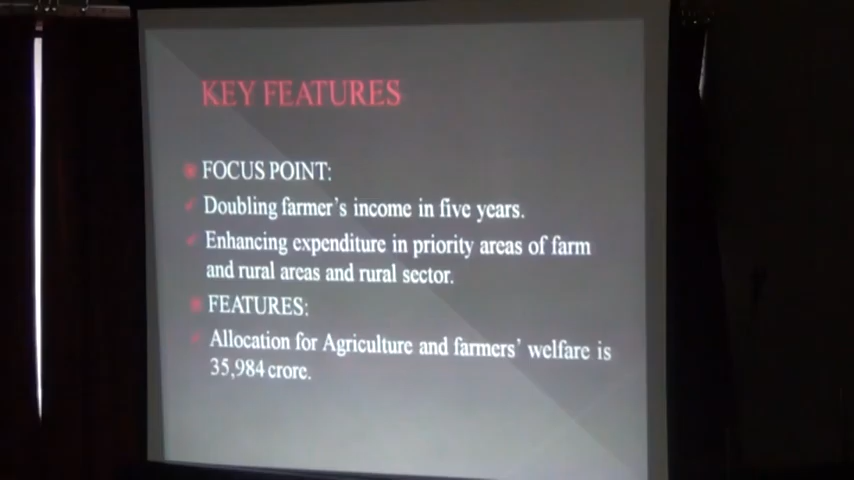 KEY FEATURES
FOCUS POINT:
Doubling farmer's income in five years.
Enhancing expenditure in priority areas of farm
and rural areas and rural sector.
FEATURES:
Allocation for Agriculture and farmers' welfare is
35,984 crore.